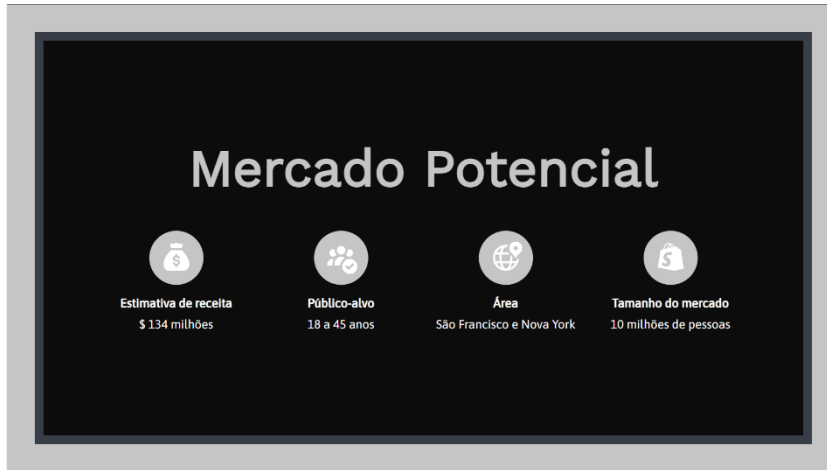 Mercado Potencial
Estimativa de receita
$ 134 milhões
Público-alvo
18 a 45 anos
Área
São Francisco e Nova York
Tamanho do mercado
10 milhões de pessoas